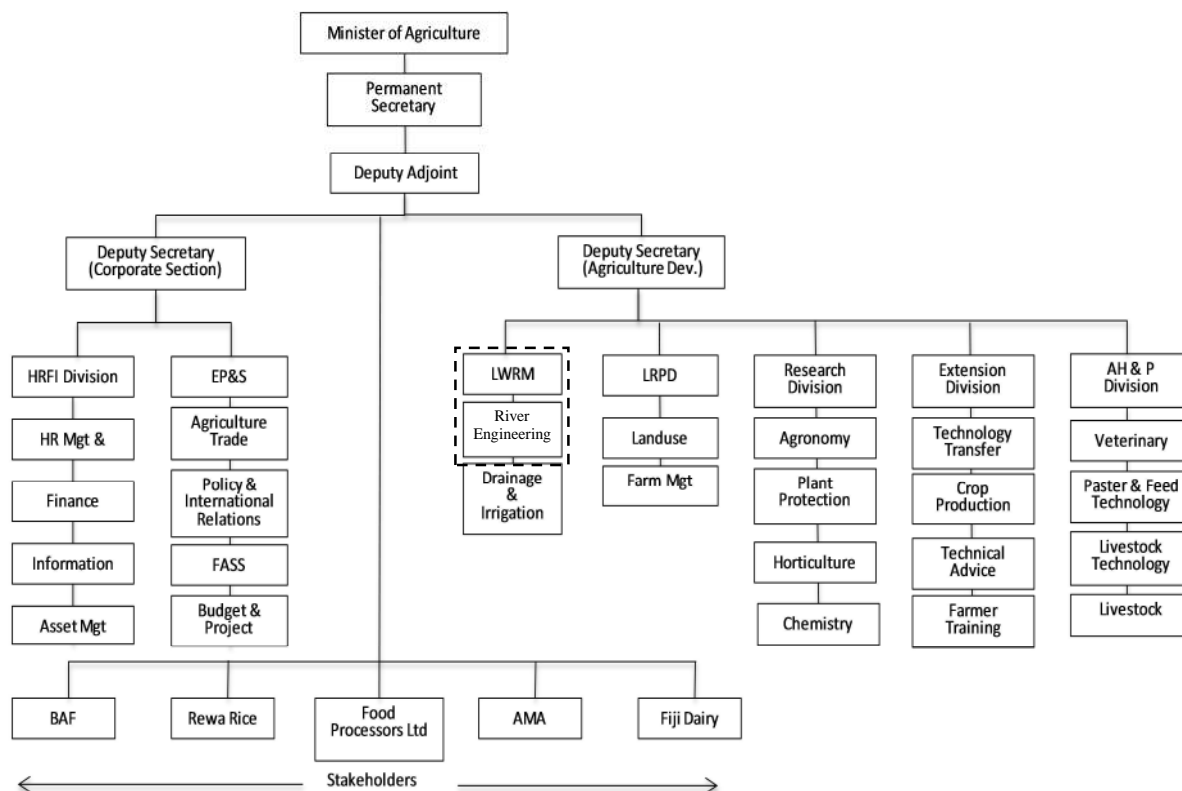 Minister of Agriculture
Permanent
Secretary
Deputy Adjoint
Deputy Secretary
(Corporate Section)
Deputy Secretary
(Agriculture Dev.)
HRFI Division
HR Mgt &
Finance
Information
Asset Mgt
EP&S
Agriculture
Trade
Policy &
International
Relations
FASS
Budget &
Project
LWRM
River
Engineering
Drainage
&
Irrigation
LRPD
Landuse
Farm Mgt
Research
Division
Agronomy
Plant
Protection
Horticulture
Chemistry
Extension
Division
Technology
Transfer
Crop
Production
Technical
Advice
Farmer
Training
AH & P
Division
Veterinary
Paster & Feed
Technology
Livestock
Technology
Livestock
BAF
Rewa Rice
Food
Processors Ltd
AMA
Fiji Dairy
Stakeholders